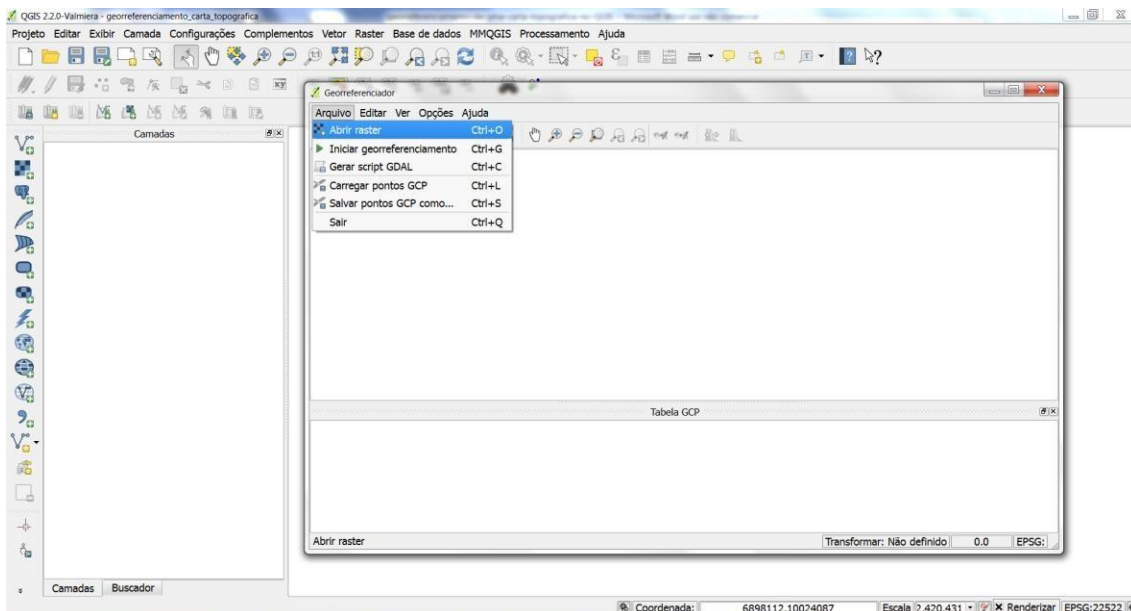 QGIS 2.2.0-Valmiera - georreferenciamento_carta_topografica
Projeto Editar Exibir Camada Configurações Complementos Vetor Raster Base de dados MMQGIS Processamento Ajuda
Camadas
Georreferenciador
Arquivo Editar Ver Opções Ajuda
Abrir raster Ctrl+O
Iniciar georreferenciamento Ctrl+G
Gerar script GDAL Ctrl+C
Carregar pontos GCP Ctrl+L
Salvar pontos GCP como... Ctrl+S
Sair Ctrl+Q
Tabela GCP
Abrir raster Transformar: Não definido 0.0 EPSG:
Camadas Buscador
Coordenada: 6898112,10024087 Escala 2.420.431 Renderizar EPSG:22522